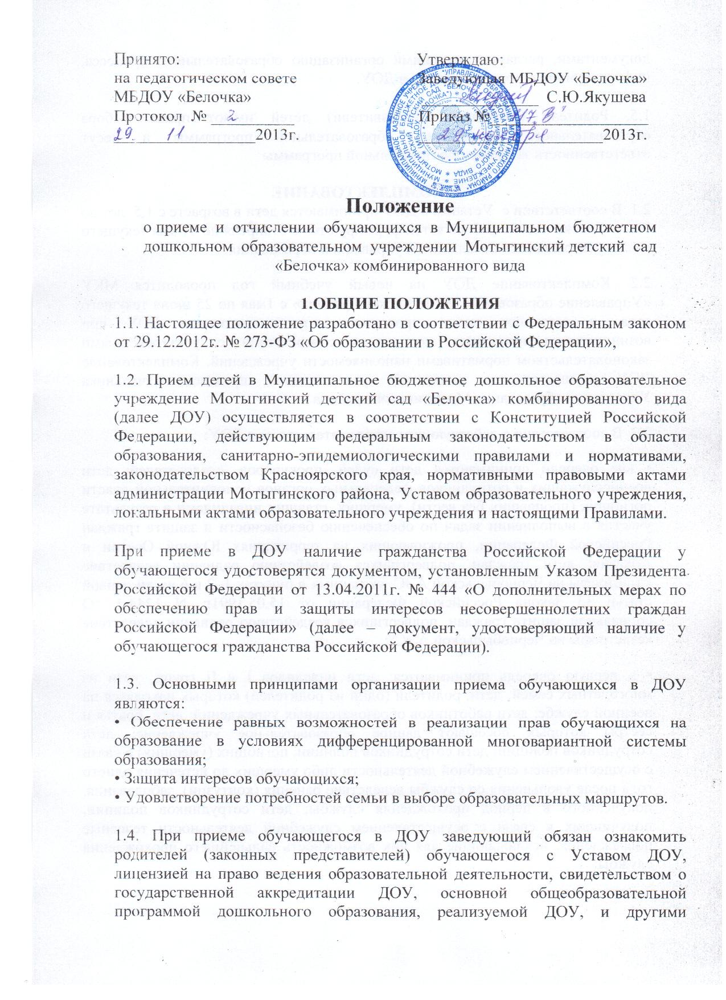 Принято:
на педагогическом совете
МБДОУ «Белочка»
Протокол № 2
29 11 2013г.
Утверждаю:
Заведующая МБДОУ «Белочка»
С.Ю.Якушева
Приказ № 117 В
29 ноября 2013г.
Положение
о приеме и отчислении обучающихся в Муниципальном бюджетном
дошкольном образовательном учреждении Мотыгинский детский сад
«Белочка» комбинированного вида
1.ОБЩИЕ ПОЛОЖЕНИЯ
1.1. Настоящее положение разработано в соответствии с Федеральным законом
от 29.12.2012г. № 273-ФЗ «Об образовании в Российской Федерации»,
1.2. Прием детей в Муниципальное бюджетное дошкольное образовательное
учреждение Мотыгинский детский сад «Белочка» комбинированного вида
(далее ДОУ) осуществляется в соответствии с Конституцией Российской
Федерации, действующим федеральным законодательством в области
образования, санитарно-эпидемиологическими правилами и нормативами,
законодательством Красноярского края, нормативными правовыми актами
администрации Мотыгинского района, Уставом образовательного учреждения,
локальными актами образовательного учреждения и настоящими Правилами.
При приеме в ДОУ наличие гражданства Российской Федерации у
обучающегося удостоверятся документом, установленным Указом Президента
Российской Федерации от 13.04.2011г. № 444 «О дополнительных мерах по
обеспечению прав и защиты интересов несовершеннолетних граждан
Российской Федерации» (далее – документ, удостоверяющий наличие у
обучающегося гражданства Российской Федерации).
1.3. Основными принципами организации приема обучающихся в ДОУ
являются:
• Обеспечение равных возможностей в реализации прав обучающихся на
образование в условиях дифференцированной многовариантной системы
образования;
• Защита интересов обучающихся;
• Удовлетворение потребностей семьи в выборе образовательных маршрутов.
1.4. При приеме обучающегося в ДОУ заведующий обязан ознакомить
родителей (законных представителей) обучающегося с Уставом ДОУ,
лицензией на право ведения образовательной деятельности, свидетельством о
государственной аккредитации ДОУ, основной общеобразовательной
программой дошкольного образования, реализуемой ДОУ, и другими